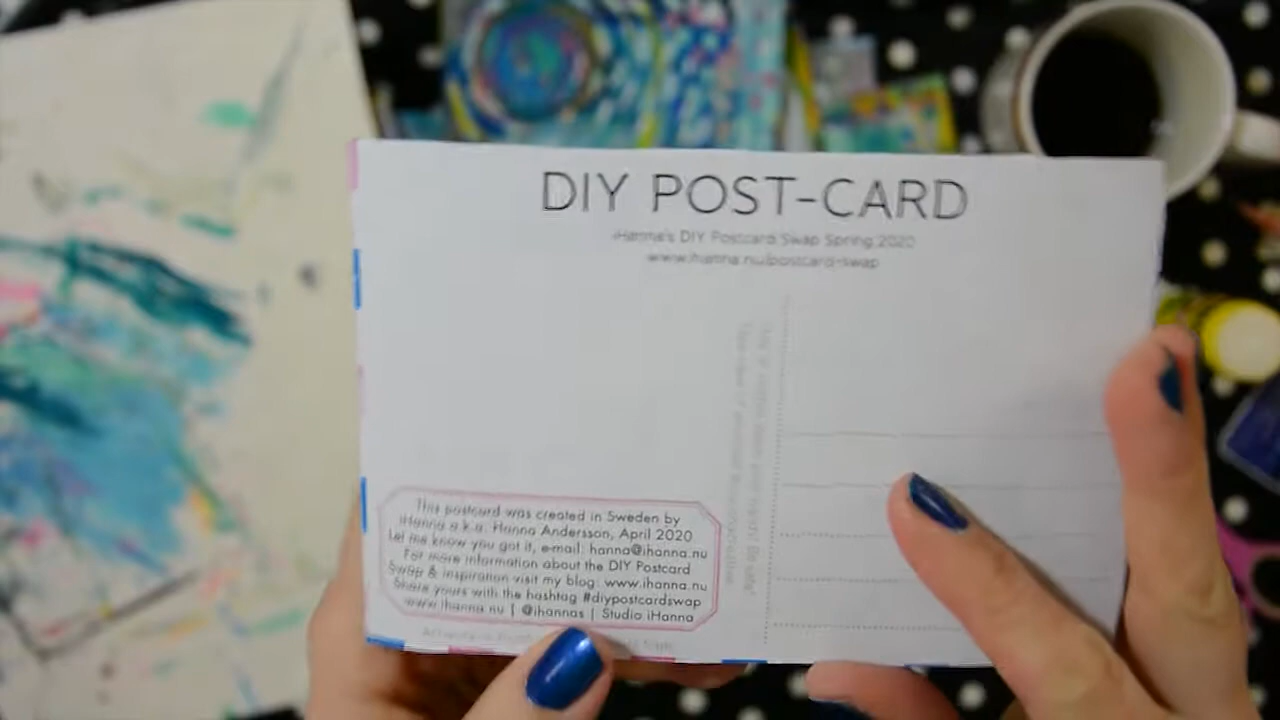 DIY POST-CARD
iHanna's DIY Postcard Swap Spring 2020
www.ihanna.nu/postcard-swap
This postcard was created in Sweden by
iHanna a.k.a. Hanna Andersson, April 2020
Let me know you got it, e-mail: hanna@ihanna.nu
For more information about the DIY Postcard
Swap & inspiration visit my blog: www.ihanna.nu
Share yours with the hashtag #diypostcardswap
www.ihanna.nu | @ihannas | Studio iHanna